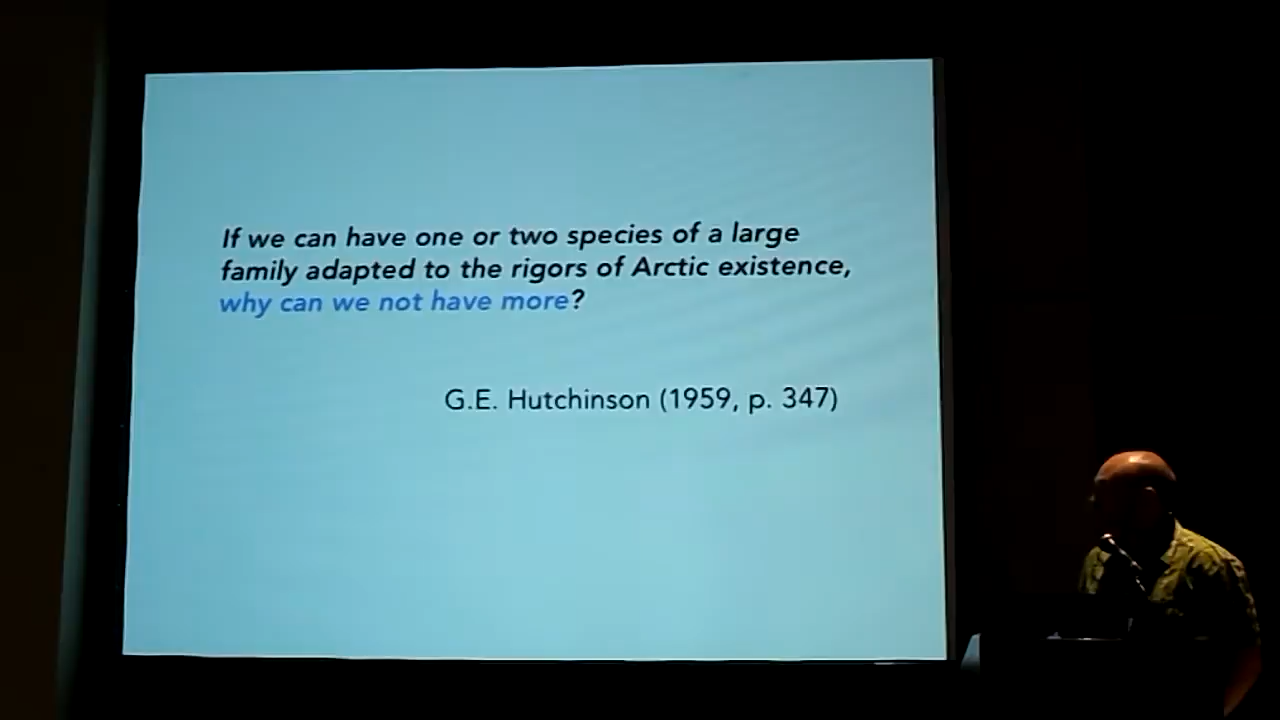 If we can have one or two species of a large
family adapted to the rigors of Arctic existence,
why can we not have more?
G.E. Hutchinson (1959, p. 347)